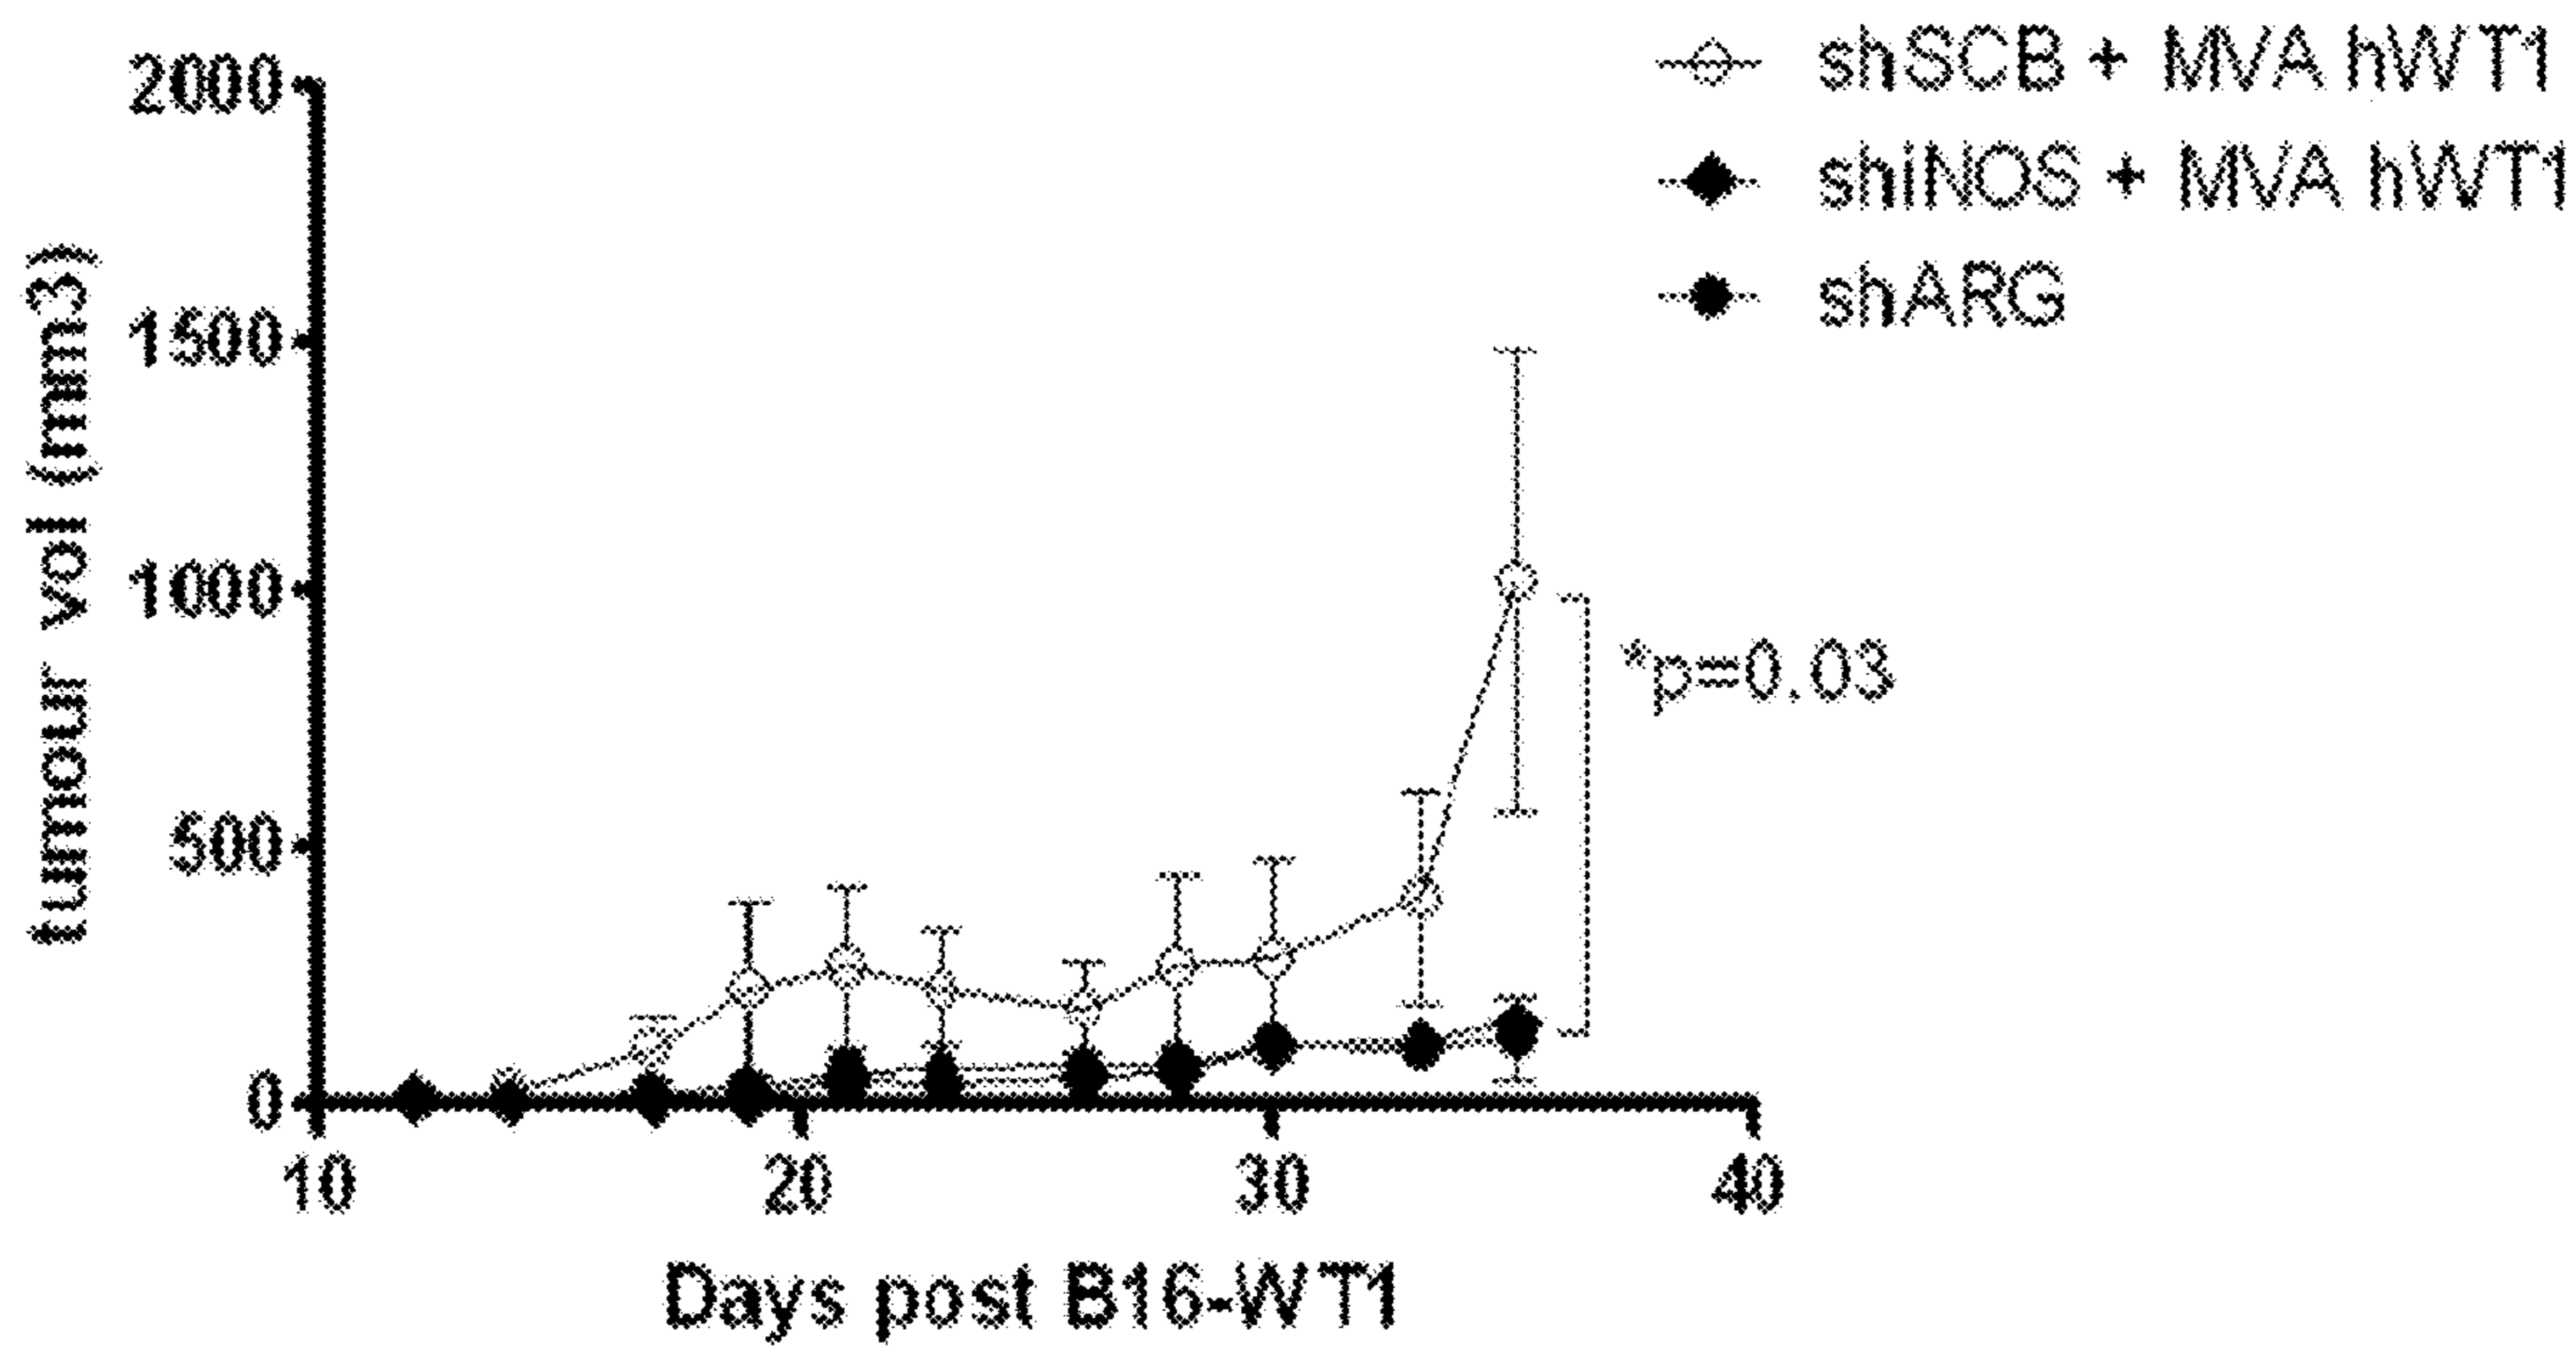 shSCB + MVA hWT1
shiNOS + MVA hWT1
shARG
tumour vol (mm3)
2000
1500
1000
500
0
*p=0.03
10 20 30 40
Days post B16-WT1